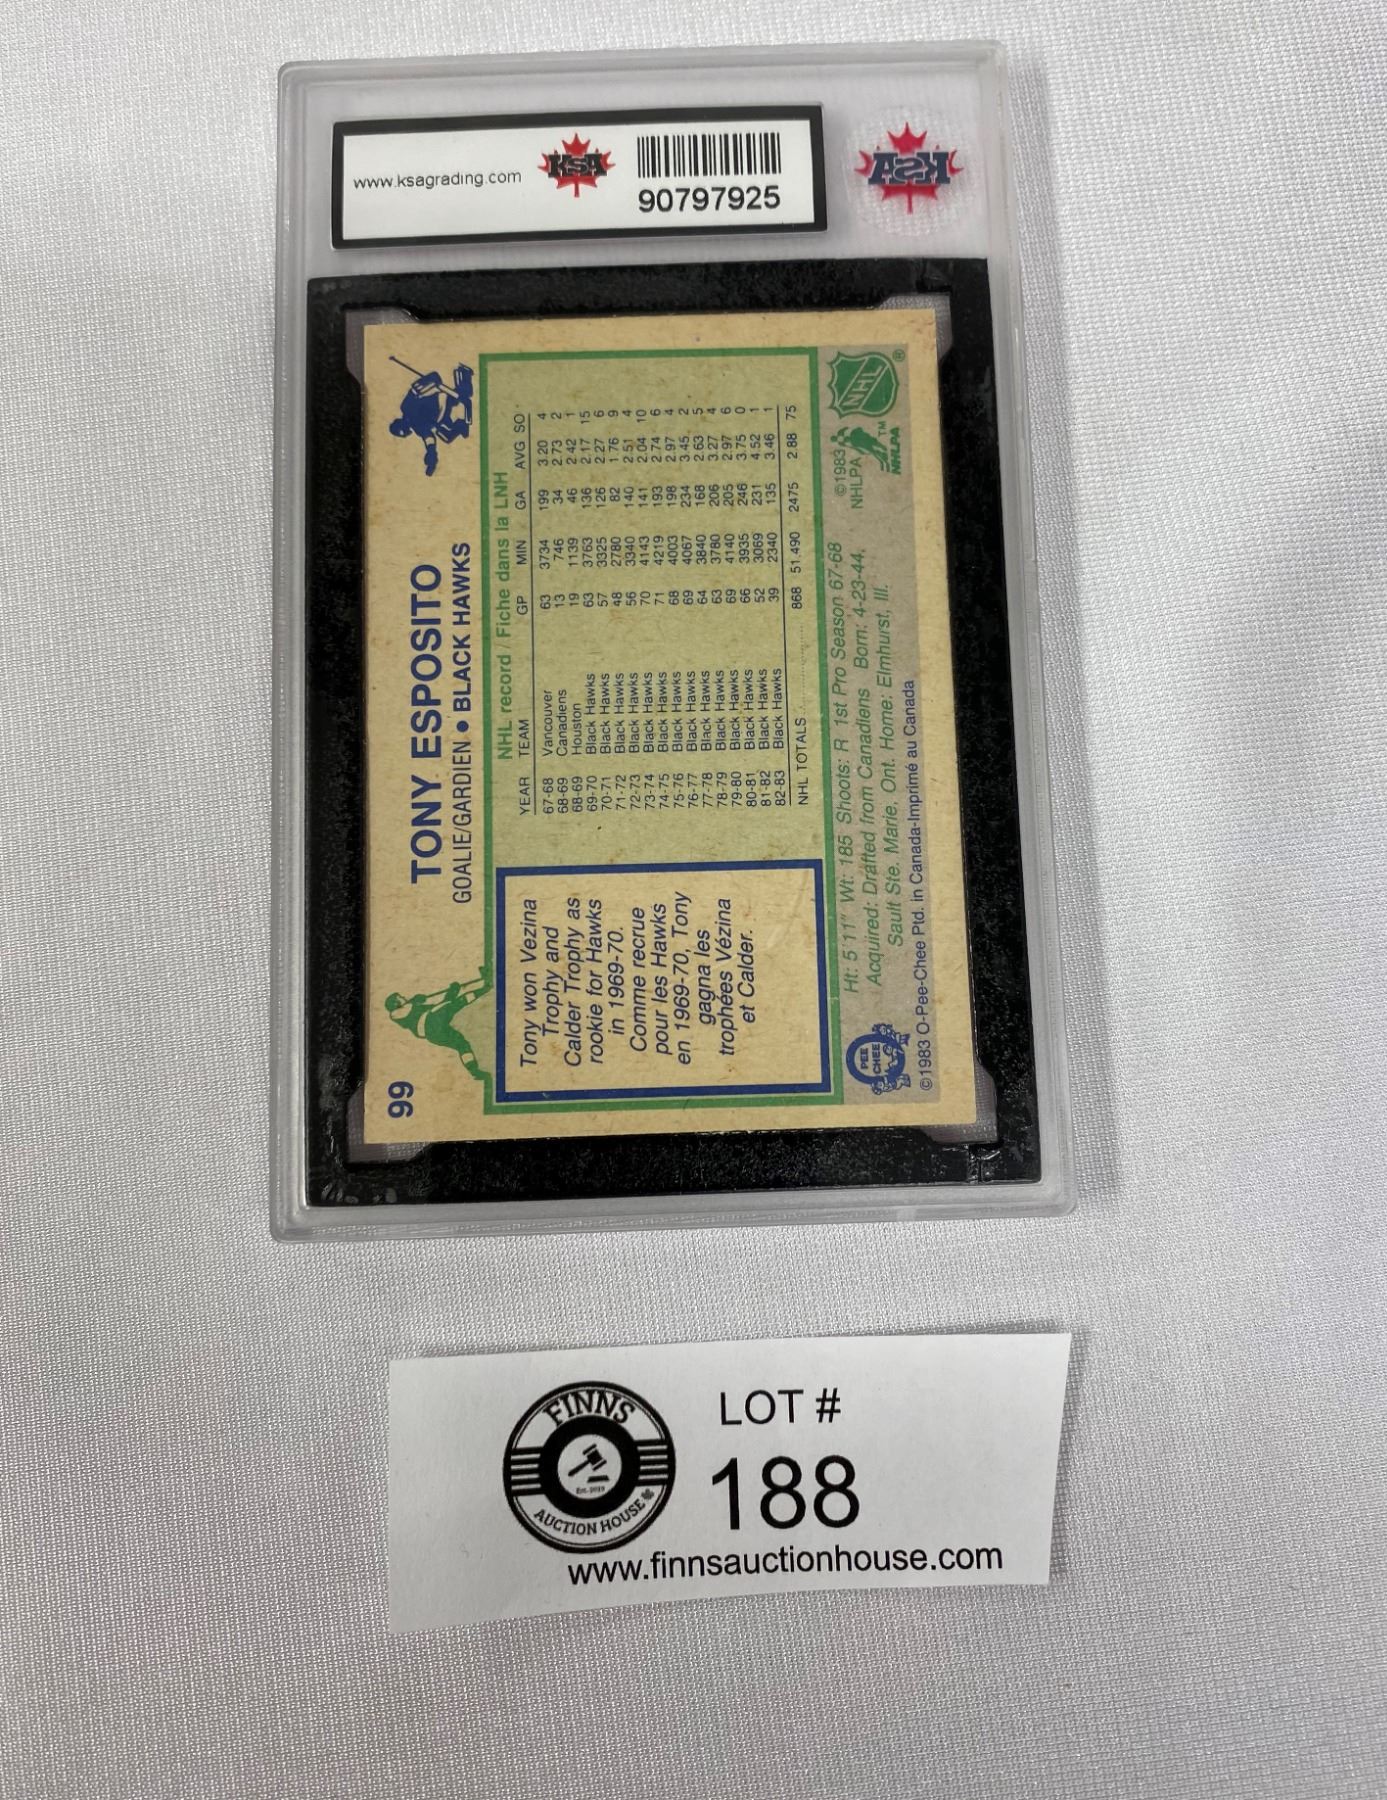 www.ksagrading.com
KSA
90797925
KSA
99
TONY ESPOSITO
GOALIE/GARDIEN • BLACK HAWKS
Tony won Vezina
Trophy and
Calder Trophy as
rookie for Hawks
in 1969-70.
Comme recrue
pour les Hawks
en 1969-70, Tony
gagna les
trophées Vézina
et Calder.
NHL record / Fiche dans la LNH
YEAR TEAM GP MIN GA AVG SO
67-68 Vancouver 63 3734 199 3.20 4
68-69 Canadiens 13 746 34 2.73 2
68-69 Houston 19 1139 46 2.42 1
69-70 Black Hawks 63 3763 136 2.17 15
70-71 Black Hawks 57 3325 126 2.27 6
71-72 Black Hawks 48 2780 82 1.76 9
72-73 Black Hawks 56 3340 140 2.51 4
73-74 Black Hawks 70 4143 141 2.04 10
74-75 Black Hawks 71 4219 193 2.74 6
75-76 Black Hawks 68 4003 198 2.97 4
76-77 Black Hawks 69 4067 234 3.45 2
77-78 Black Hawks 64 3840 168 2.63 5
78-79 Black Hawks 63 3780 206 3.27 4
79-80 Black Hawks 69 4140 205 2.97 6
80-81 Black Hawks 66 3935 246 3.75 0
81-82 Black Hawks 52 3069 231 4.52 1
82-83 Black Hawks 39 2340 135 3.46 1
NHL TOTALS 868 51.490 2475 2.88 75
Ht: 5'11" Wt: 185 Shoots: R 1st Pro Season 67-68
Acquired: Drafted from Canadiens Born: 4-23-44,
Sault Ste. Marie, Ont. Home: Elmhurst, Ill.
©1983 O-Pee-Chee Ptd. in Canada-Imprimé au Canada
O PEE CHEE
©1983
NHLPA
NHL ®
NHLPA ™
FINNS
Est. 2019
AUCTION HOUSE
LOT #
188
www.finnsauctionhouse.com